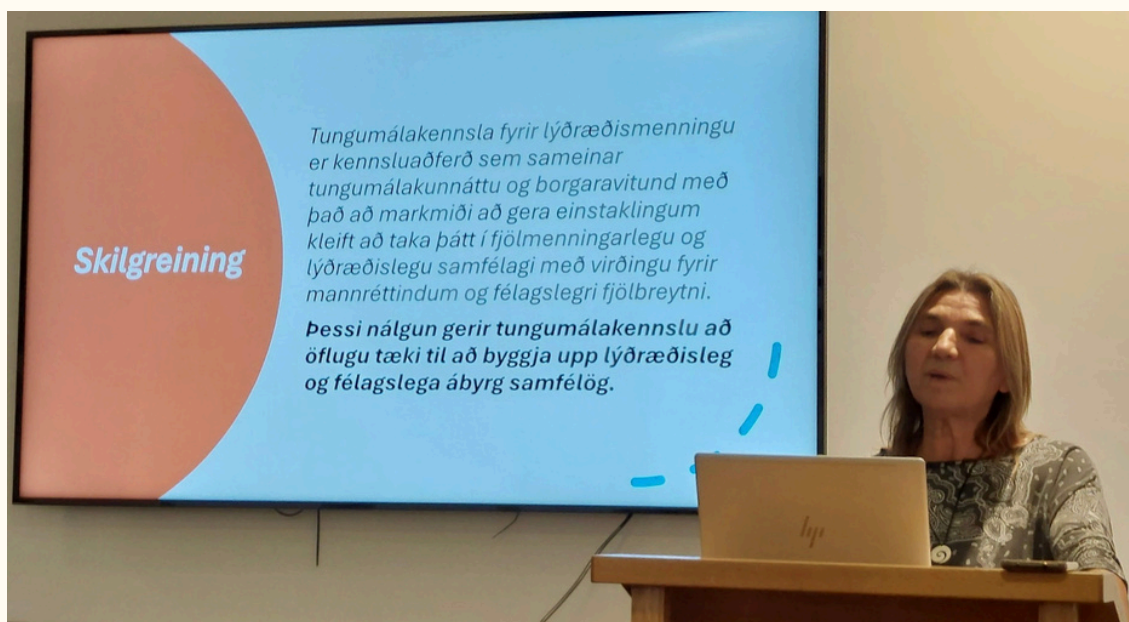 Skilgreining
Tungumálakennsla fyrir lýðræðismenningu
er kennsluaðferð sem sameinar
tungumálakunnáttu og borgaravitund með
það að markmiði að gera einstaklingum
kleift að taka þátt í fjölmenningarlegu og
lýðræðislegu samfélagi með virðingu fyrir
mannréttindum og félagslegri fjölbreytni.
Þessi nálgun gerir tungumálakennslu að
öflugu tæki til að byggja upp lýðræðisleg
og félagslega ábyrg samfélög.
hp